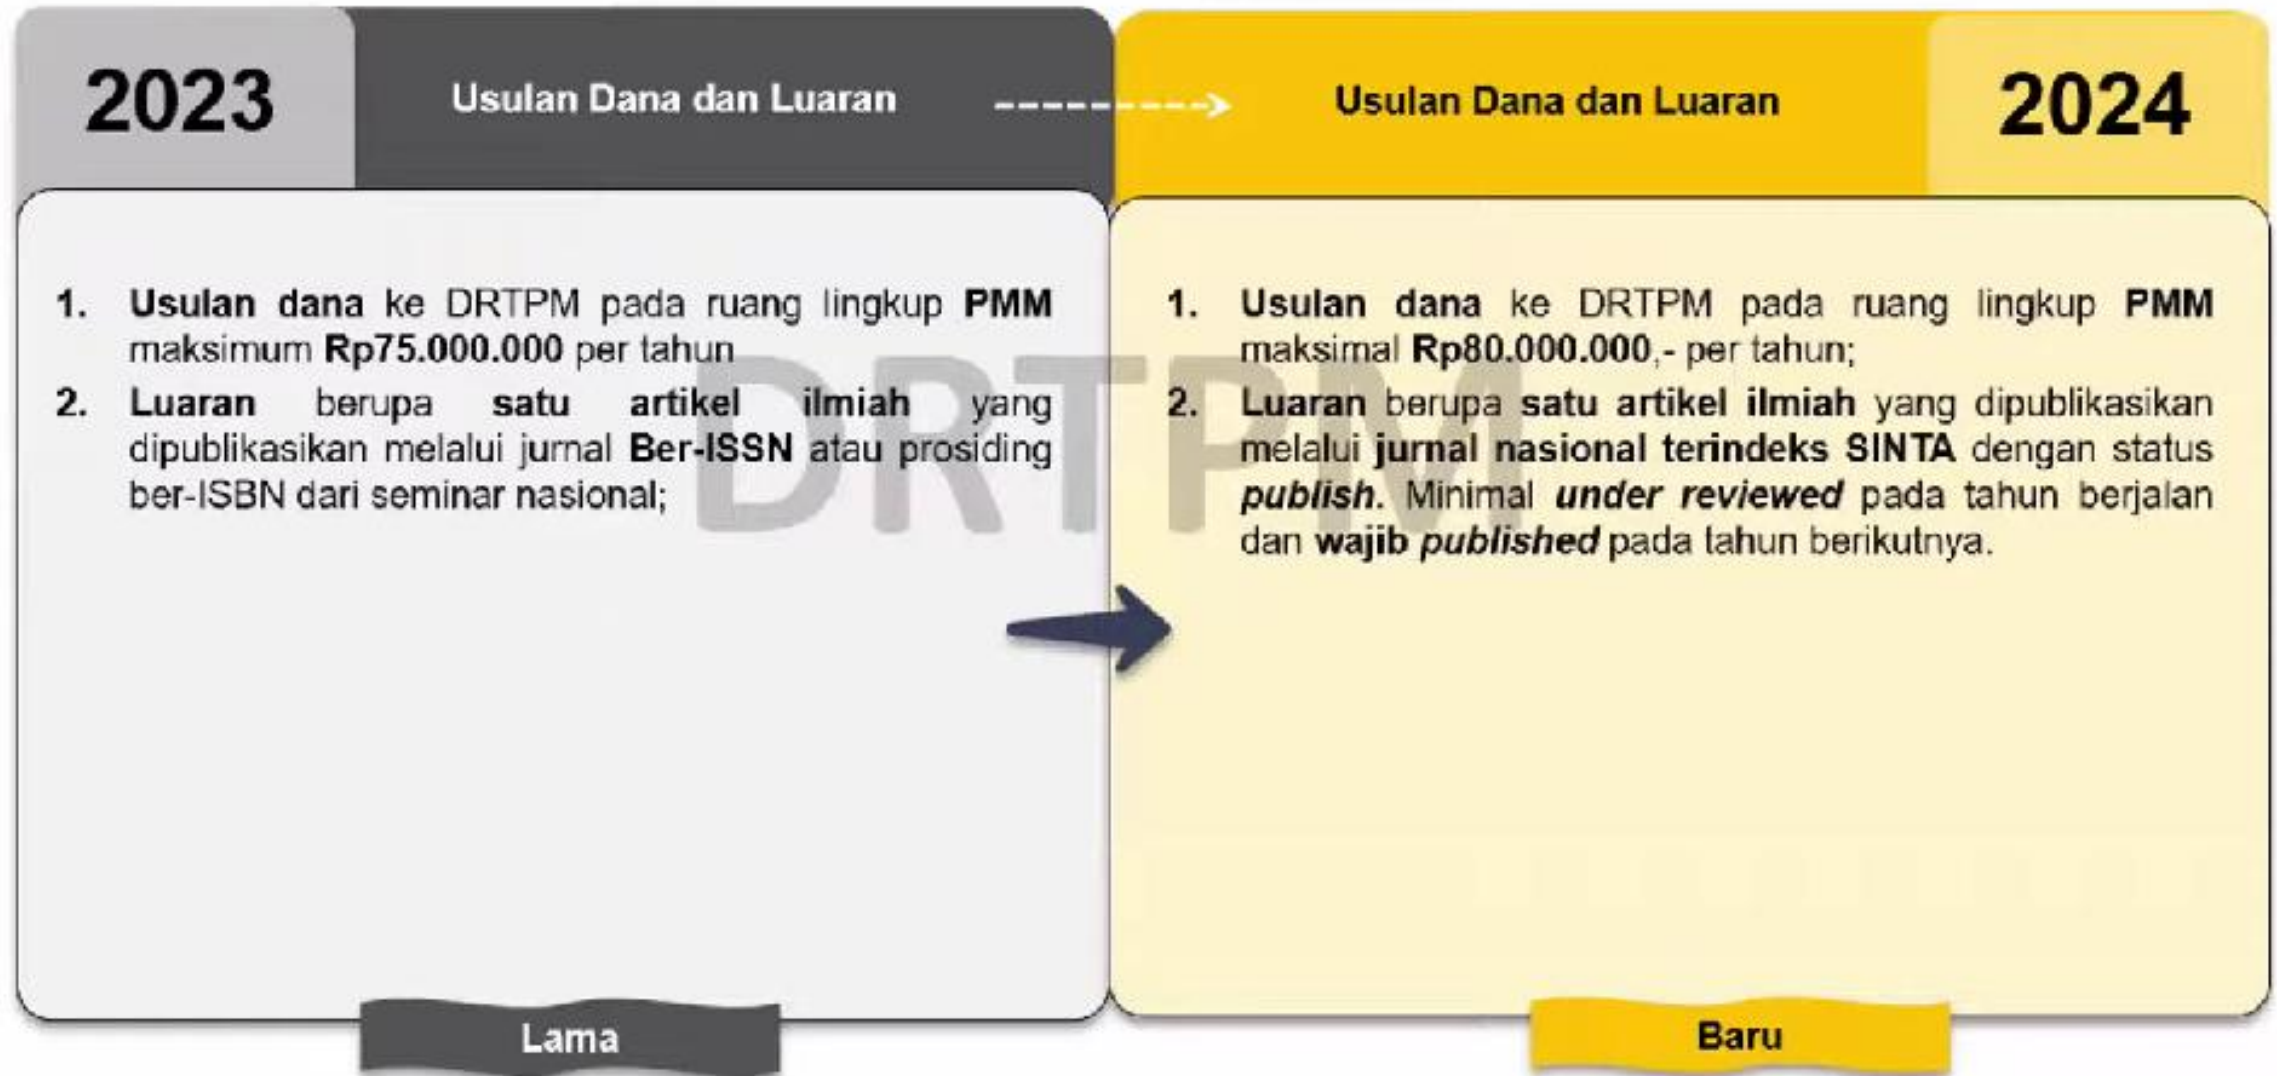 2023
Usulan Dana dan Luaran
Usulan Dana dan Luaran
2024
1. Usulan dana ke DRTPM pada ruang lingkup PMM
maksimum Rp75.000.000 per tahun
2. Luaran berupa satu artikel ilmiah yang
dipublikasikan melalui jurnal Ber-ISSN atau prosiding
ber-ISBN dari seminar nasional;
1. Usulan dana ke DRTPM pada ruang lingkup PMM
maksimal Rp80.000.000,- per tahun;
2. Luaran berupa satu artikel ilmiah yang dipublikasikan
melalui jurnal nasional terindeks SINTA dengan status
publish. Minimal under reviewed pada tahun berjalan
dan wajib published pada tahun berikutnya.
DRTPM
Lama
Baru